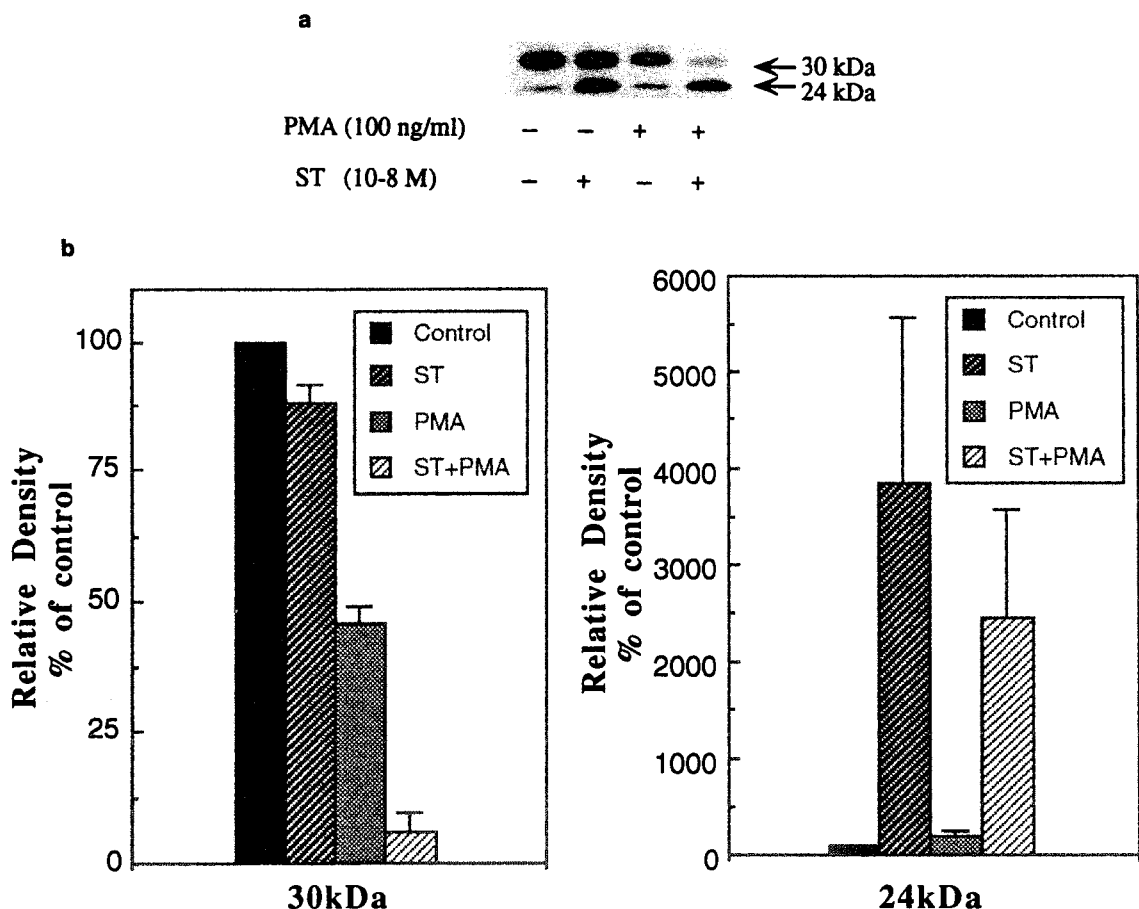 a
30 kDa
24 kDa
PMA (100 ng/ml) – – + +
ST (10-8 M) – + – +
b
Relative Density
% of control
100
75
50
25
0
Control
ST
PMA
ST+PMA
30kDa
Relative Density
% of control
6000
5000
4000
3000
2000
1000
0
Control
ST
PMA
ST+PMA
24kDa